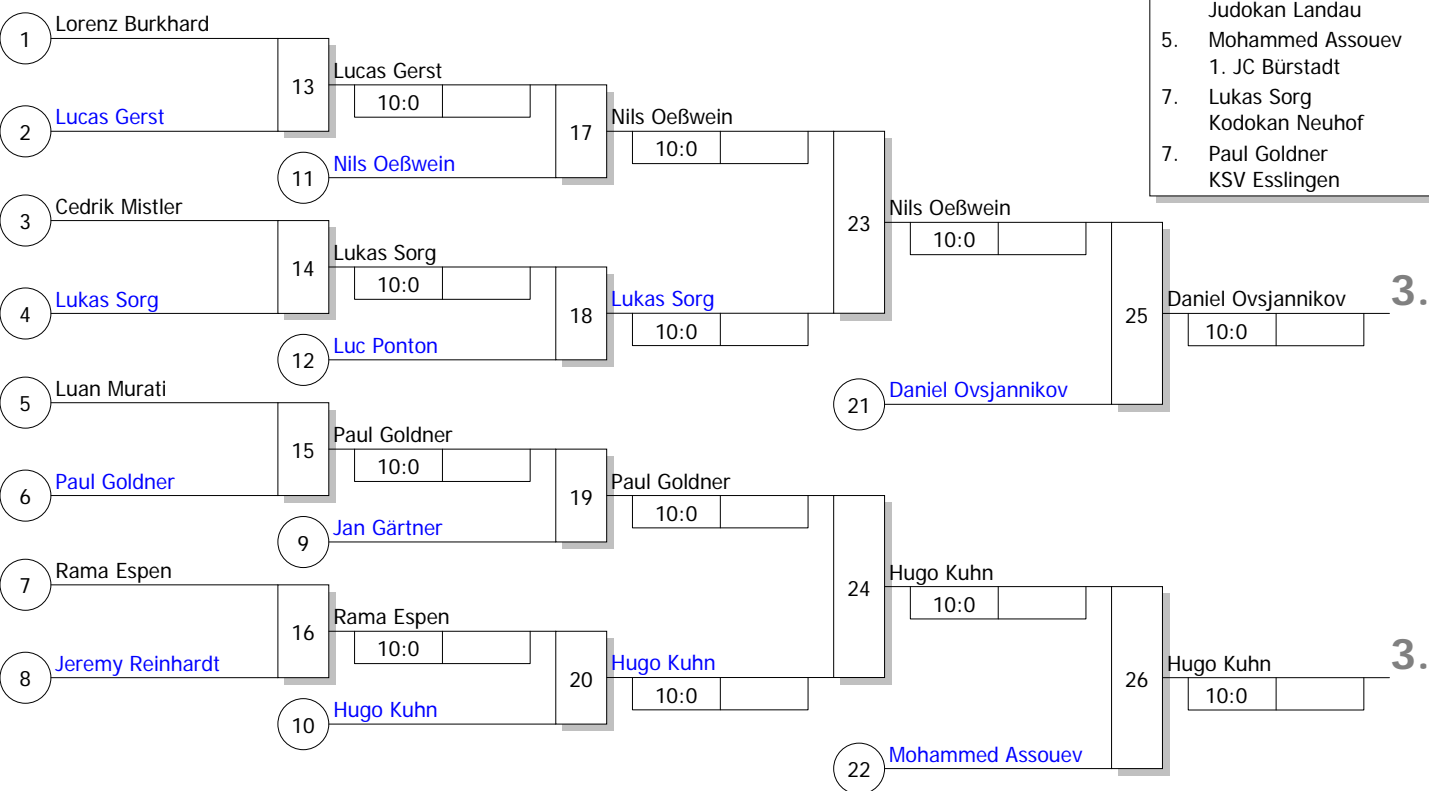 Judokan Landau
5. Mohammed Assouev
1. JC Bürstadt
7. Lukas Sorg
Kodokan Neuhof
7. Paul Goldner
KSV Esslingen
1 Lorenz Burkhard
13 Lucas Gerst
10:0
2 Lucas Gerst
17 Nils Oeßwein
10:0
11 Nils Oeßwein
3 Cedrik Mistler
23 Nils Oeßwein
10:0
14 Lukas Sorg
10:0
4 Lukas Sorg
18 Lukas Sorg
10:0
12 Luc Ponton
25 Daniel Ovsjannikov 3.
10:0
5 Luan Murati
21 Daniel Ovsjannikov
15 Paul Goldner
10:0
6 Paul Goldner
19 Paul Goldner
10:0
9 Jan Gärtner
7 Rama Espen
24 Hugo Kuhn
10:0
16 Rama Espen
10:0
8 Jeremy Reinhardt
20 Hugo Kuhn
10:0
10 Hugo Kuhn
26 Hugo Kuhn 3.
10:0
22 Mohammed Assouev